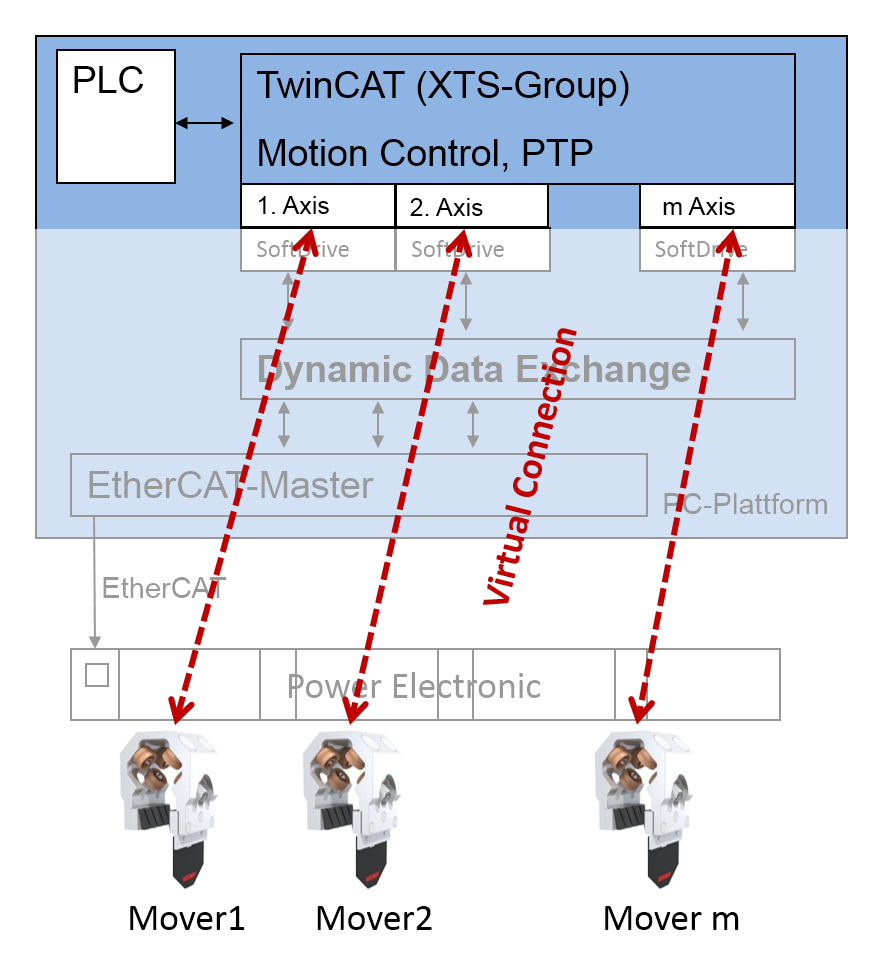 PLC
TwinCAT (XTS-Group)
Motion Control, PTP
1. Axis
2. Axis
m Axis
SoftDrive
SoftDrive
SoftDrive
Dynamic Data Exchange
Virtual Connection
EtherCAT-Master
PC-Plattform
EtherCAT
Power Electronic
Mover1
Mover2
Mover m